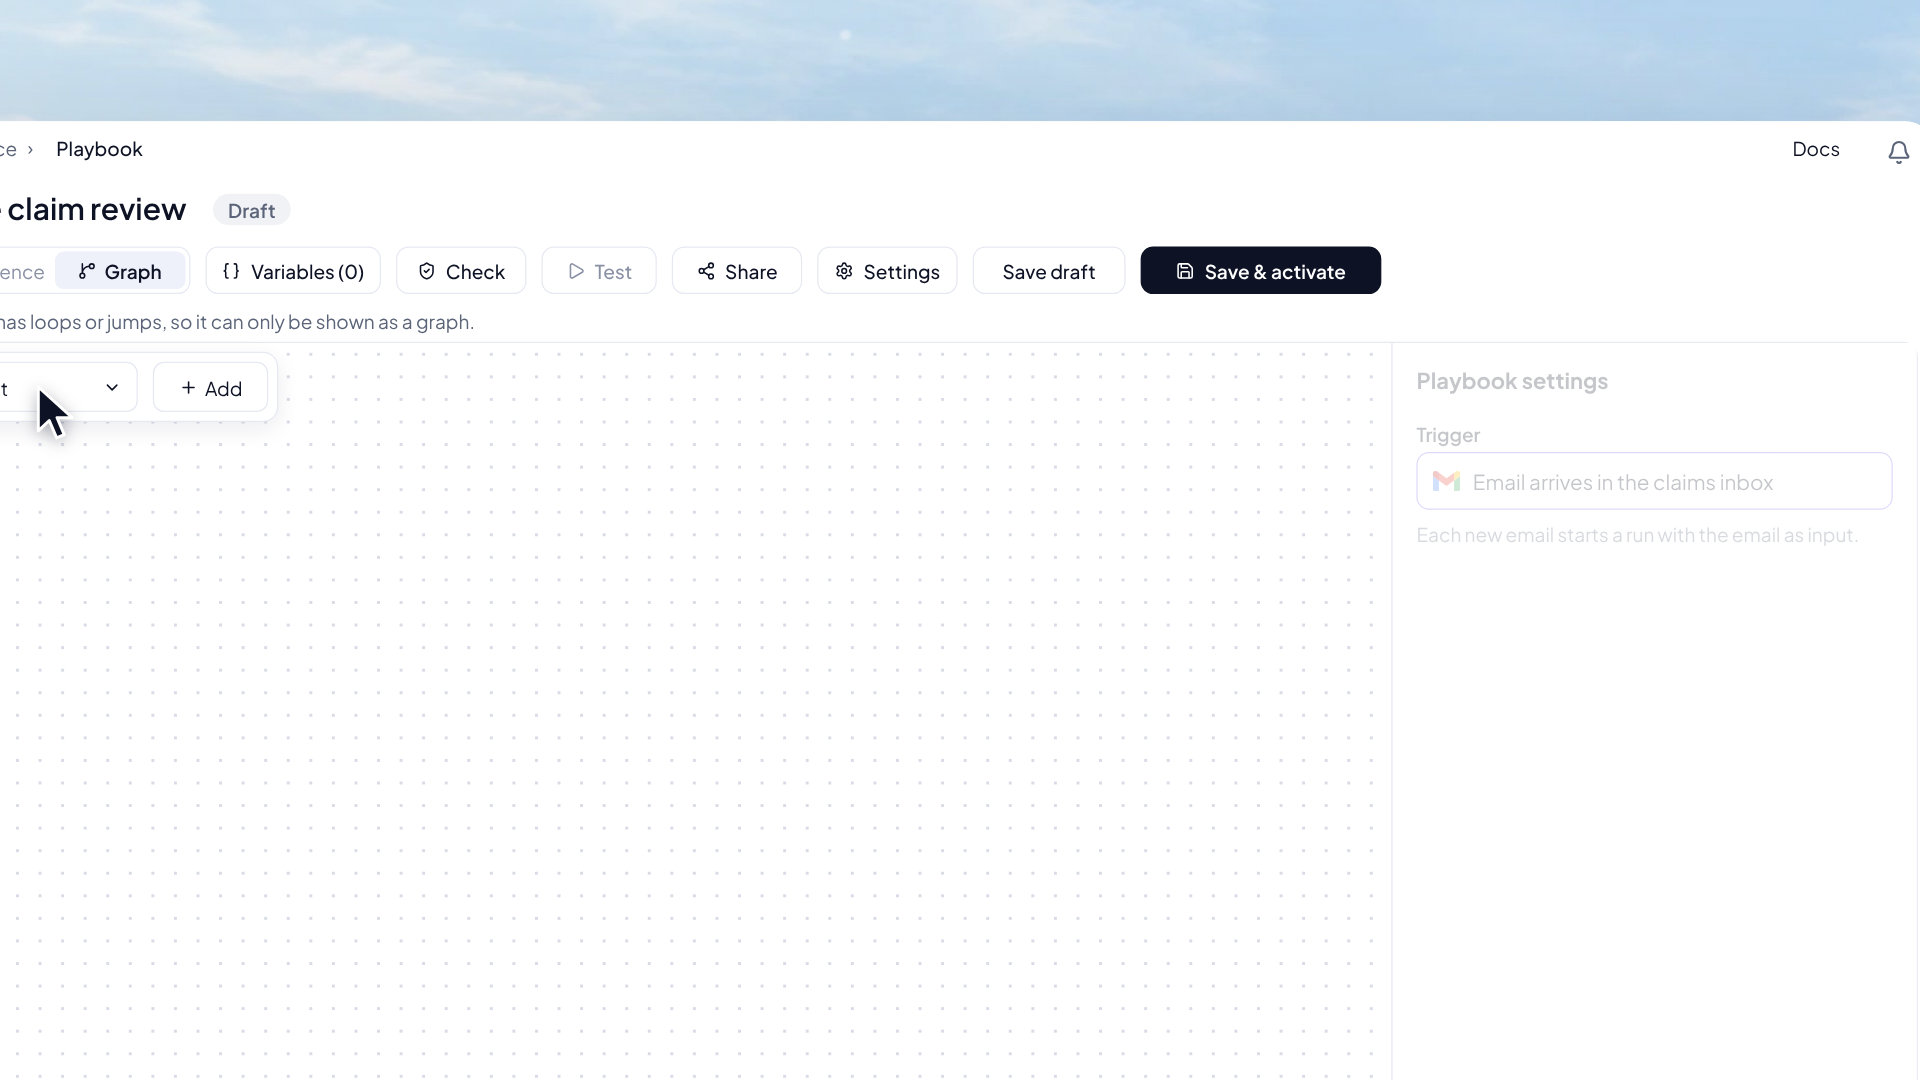 ce › Playbook
Docs
claim review
Draft
ence
Graph
Variables (0)
Check
Test
Share
Settings
Save draft
Save & activate
has loops or jumps, so it can only be shown as a graph.
t
+ Add
Playbook settings
Trigger
Email arrives in the claims inbox
Each new email starts a run with the email as input.